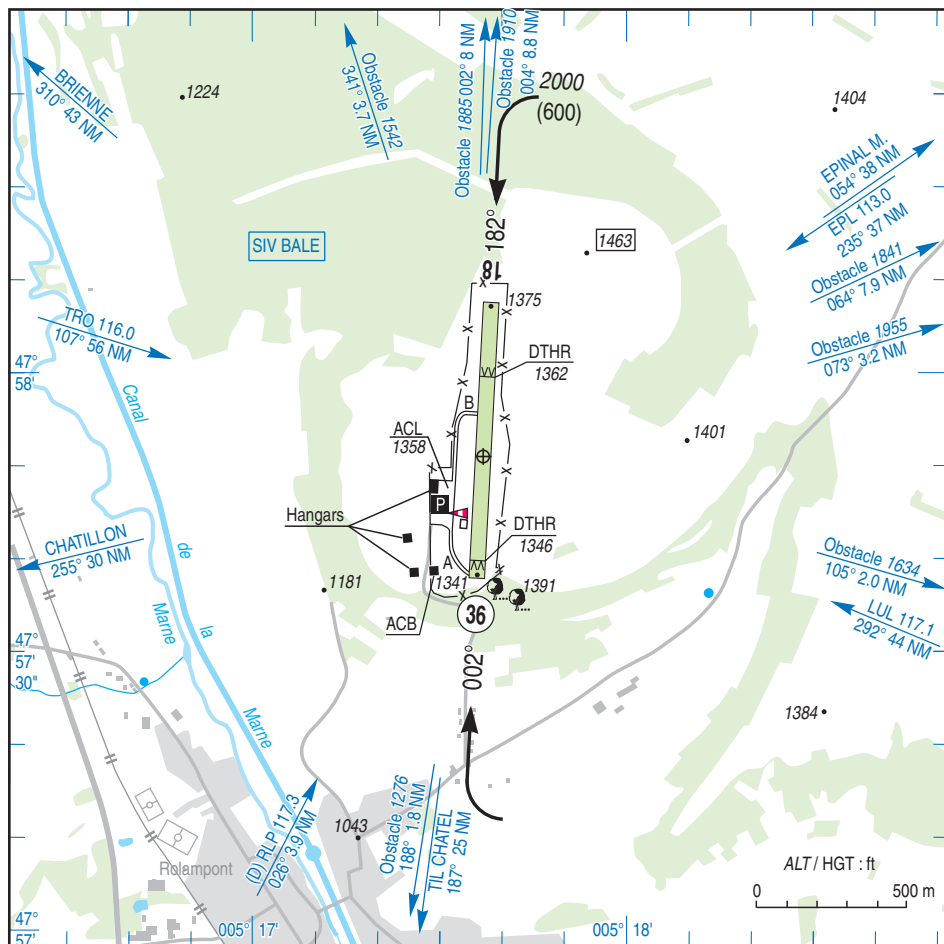 BRIENNE
310° 43 NM
1224
Obstacle 1542
341° 3.7 NM
Obstacle 1885 002° 8 NM
Obstacle 1910
004° 8.8 NM
2000
(600)
1404
EPINAL M.
054° 38 NM
EPL 113.0
235° 37 NM
Obstacle 1841
064° 7.9 NM
Obstacle 1955
073° 3.2 NM
SIV BALE
182°
18
1463
1375
TRO 116.0
107° 56 NM
47°
58'
DTHR
1362
B
ACL
1358
1401
Canal
de
la
Marne
Marne
P
Hangars
DTHR
1346
CHATILLON
255° 30 NM
A
1341
1181
1391
ACB
36
Obstacle 1634
105° 2.0 NM
LUL 117.1
292° 44 NM
47°
57'
30"
002°
1384
Obstacle 1276
188° 1.8 NM
TIL CHATEL
187° 25 NM
(D) RLP 117.3
026° 3.9 NM
1043
Rolampont
ALT / HGT : ft
0 500 m
47°
57'
005° 17'
005° 18'